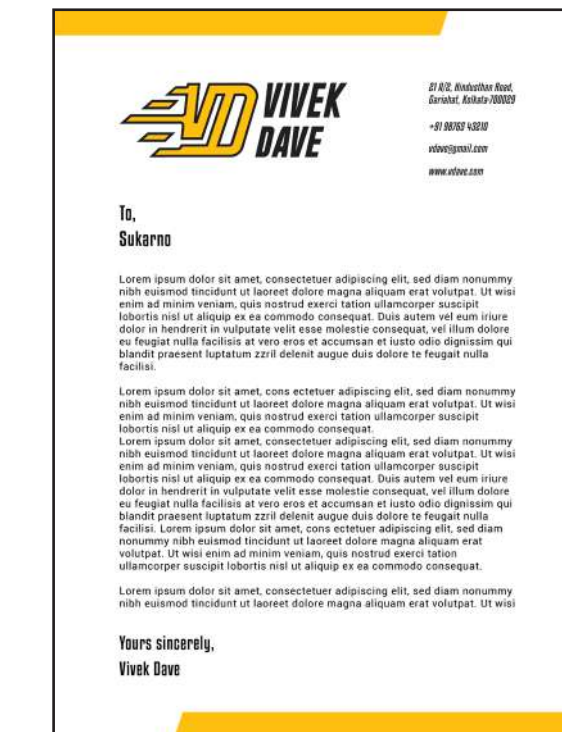 VD
VIVEK
DAVE
21 A/2, Hindusthan Road,
Gariahat, Kolkata-700029
+91 98763 43210
vdave@gmail.com
www.vdave.com
To,
Sukarno
Lorem ipsum dolor sit amet, consectetuer adipiscing elit, sed diam nonummy
nibh euismod tincidunt ut laoreet dolore magna aliquam erat volutpat. Ut wisi
enim ad minim veniam, quis nostrud exerci tation ullamcorper suscipit
lobortis nisl ut aliquip ex ea commodo consequat. Duis autem vel eum iriure
dolor in hendrerit in vulputate velit esse molestie consequat, vel illum dolore
eu feugiat nulla facilisis at vero eros et accumsan et iusto odio dignissim qui
blandit praesent luptatum zzril delenit augue duis dolore te feugait nulla
facilisi.
Lorem ipsum dolor sit amet, cons ectetuer adipiscing elit, sed diam nonummy
nibh euismod tincidunt ut laoreet dolore magna aliquam erat volutpat. Ut wisi
enim ad minim veniam, quis nostrud exerci tation ullamcorper suscipit
lobortis nisl ut aliquip ex ea commodo consequat.
Lorem ipsum dolor sit amet, consectetuer adipiscing elit, sed diam nonummy
nibh euismod tincidunt ut laoreet dolore magna aliquam erat volutpat. Ut wisi
enim ad minim veniam, quis nostrud exerci tation ullamcorper suscipit
lobortis nisl ut aliquip ex ea commodo consequat. Duis autem vel eum iriure
dolor in hendrerit in vulputate velit esse molestie consequat, vel illum dolore
eu feugiat nulla facilisis at vero eros et accumsan et iusto odio dignissim qui
blandit praesent luptatum zzril delenit augue duis dolore te feugait nulla
facilisi. Lorem ipsum dolor sit amet, cons ectetuer adipiscing elit, sed diam
nonummy nibh euismod tincidunt ut laoreet dolore magna aliquam erat
volutpat. Ut wisi enim ad minim veniam, quis nostrud exerci tation
ullamcorper suscipit lobortis nisl ut aliquip ex ea commodo consequat.
Lorem ipsum dolor sit amet, consectetuer adipiscing elit, sed diam nonummy
nibh euismod tincidunt ut laoreet dolore magna aliquam erat volutpat. Ut wisi
Yours sincerely,
Vivek Dave